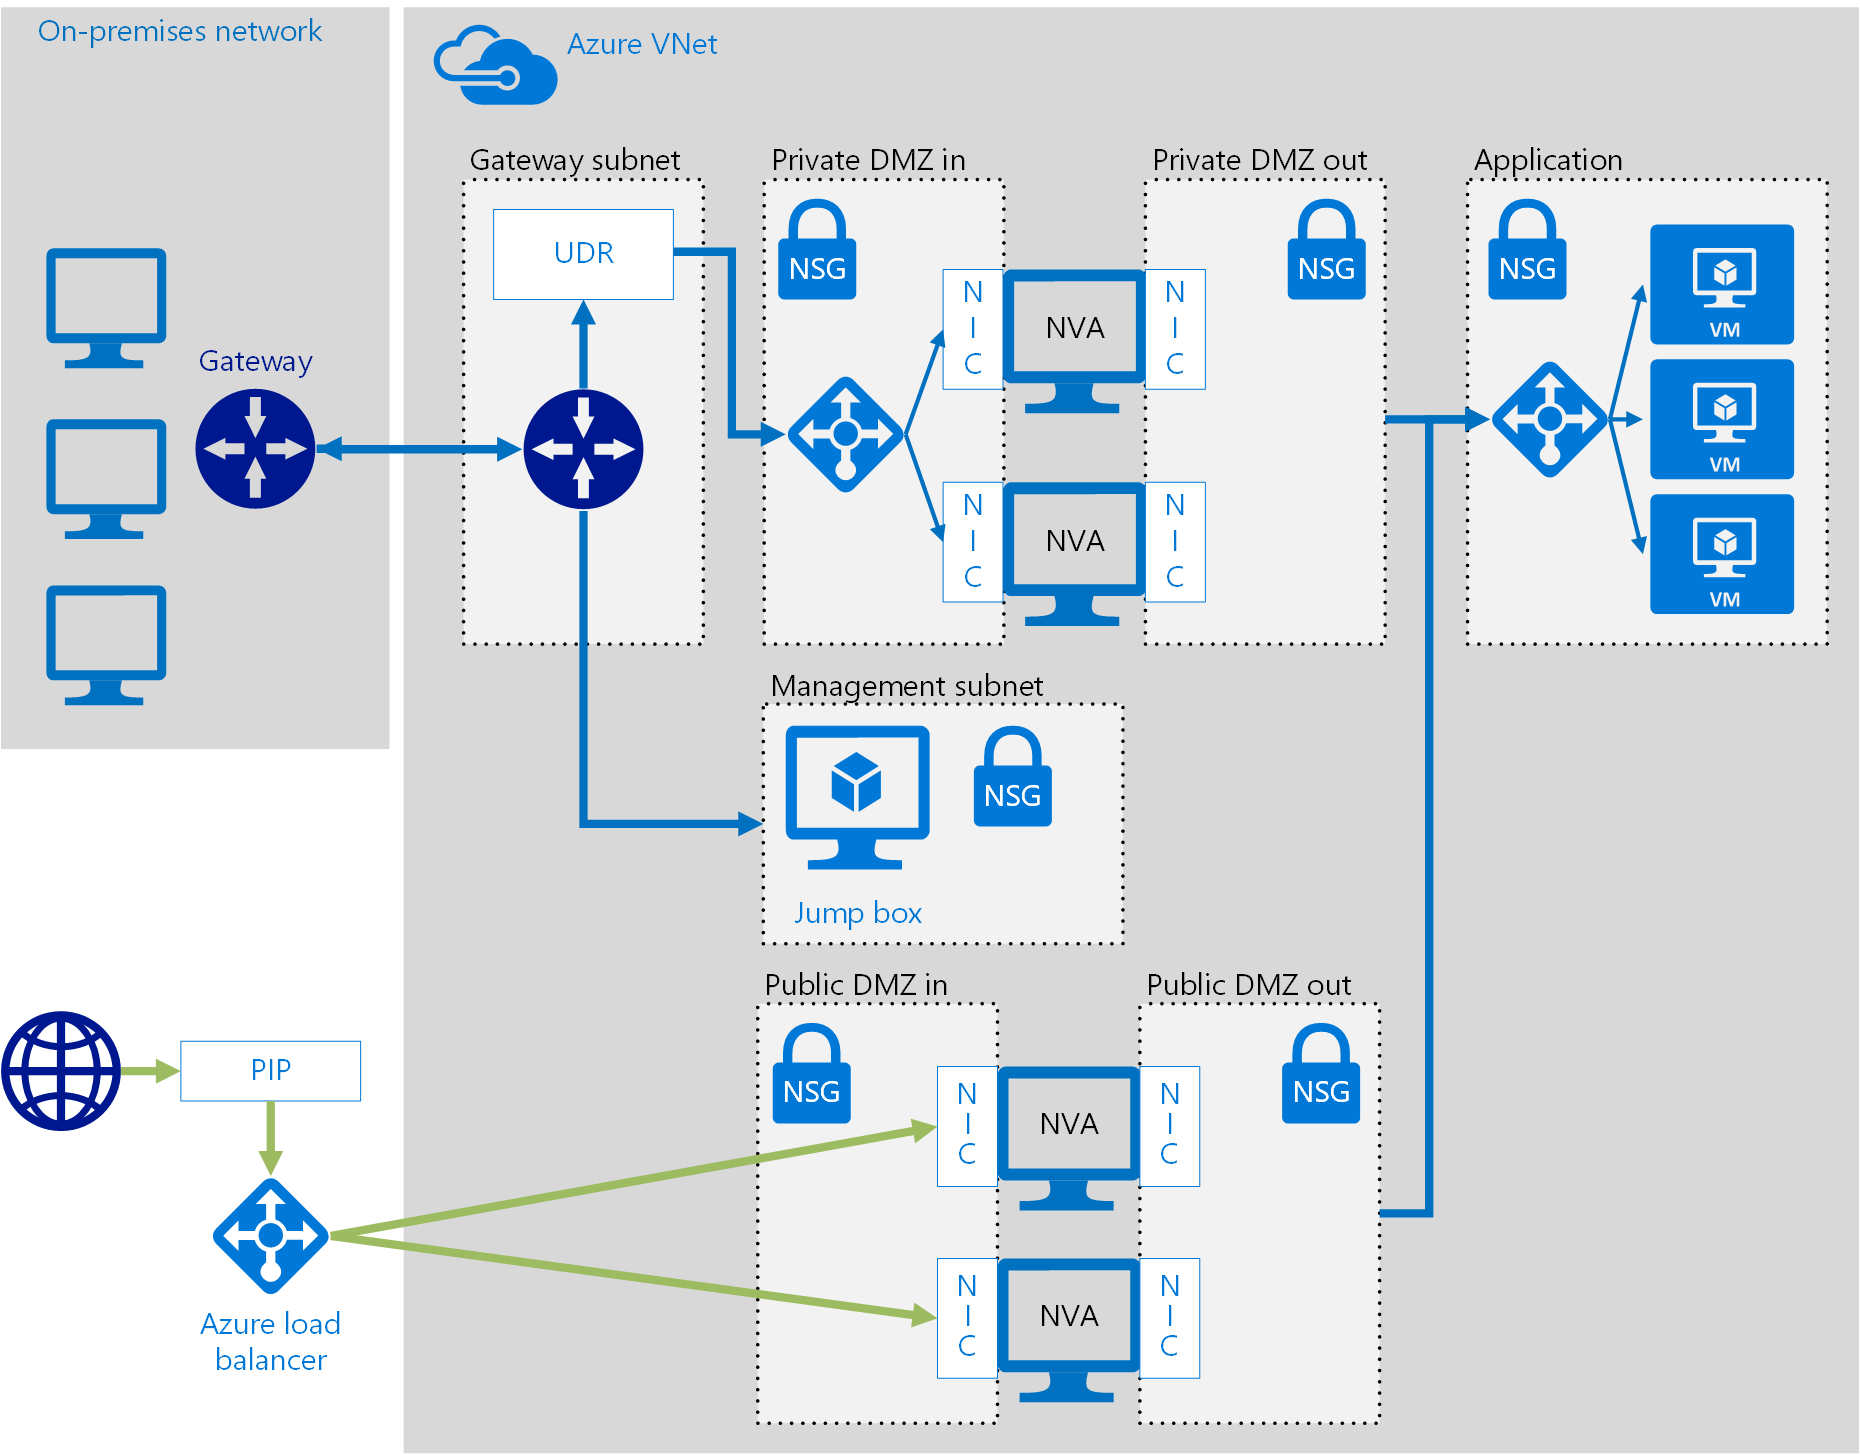 On-premises network
Azure VNet
Gateway subnet
Private DMZ in
Private DMZ out
Application
UDR
NSG
NSG
NSG
N
I
C
NVA
N
I
C
VM
Gateway
VM
N
I
C
NVA
N
I
C
VM
Management subnet
NSG
Jump box
Public DMZ in
Public DMZ out
PIP
NSG
NSG
N
I
C
NVA
N
I
C
N
I
C
NVA
N
I
C
Azure load
balancer